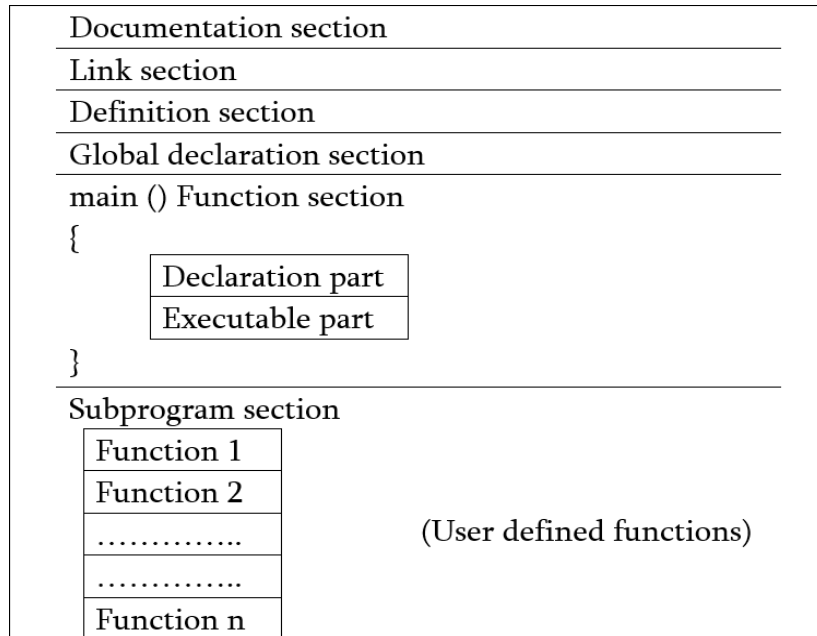 Documentation section
Link section
Definition section
Global declaration section
main () Function section
{
Declaration part
Executable part
}
Subprogram section
Function 1
Function 2
…………..
(User defined functions)
…………..
Function n